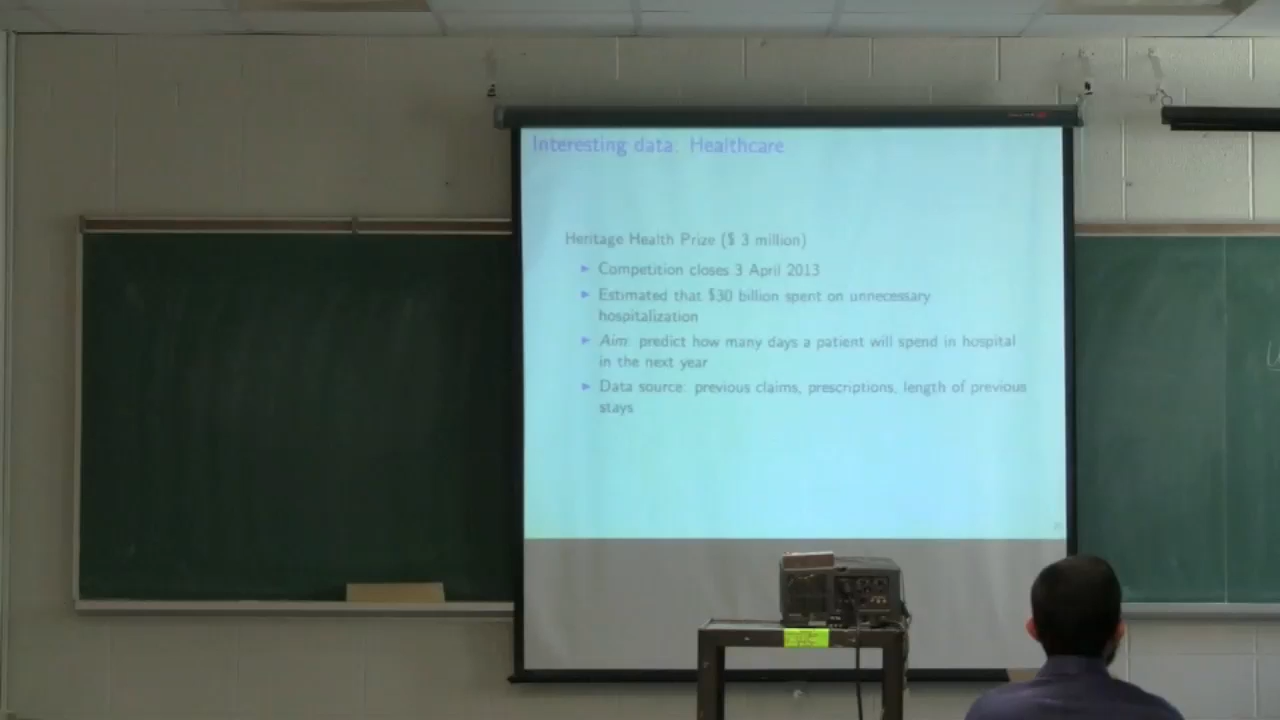 Interesting data: Healthcare
Heritage Health Prize ($ 3 million)
Competition closes 3 April 2013
Estimated that $30 billion spent on unnecessary
hospitalization
Aim: predict how many days a patient will spend in hospital
in the next year
Data source: previous claims, prescriptions, length of previous
stays